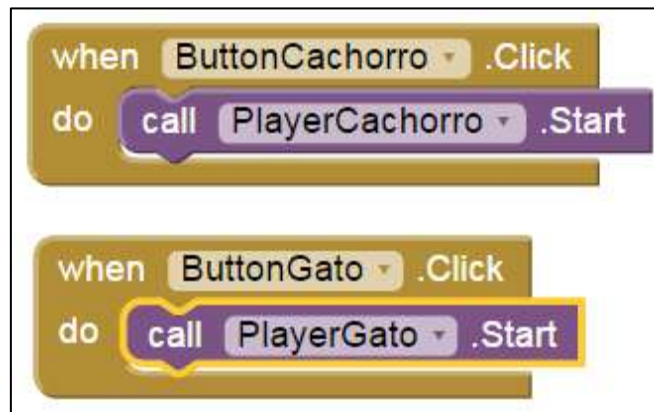 when ButtonCachorro .Click
do call PlayerCachorro .Start
when ButtonGato .Click
do call PlayerGato .Start